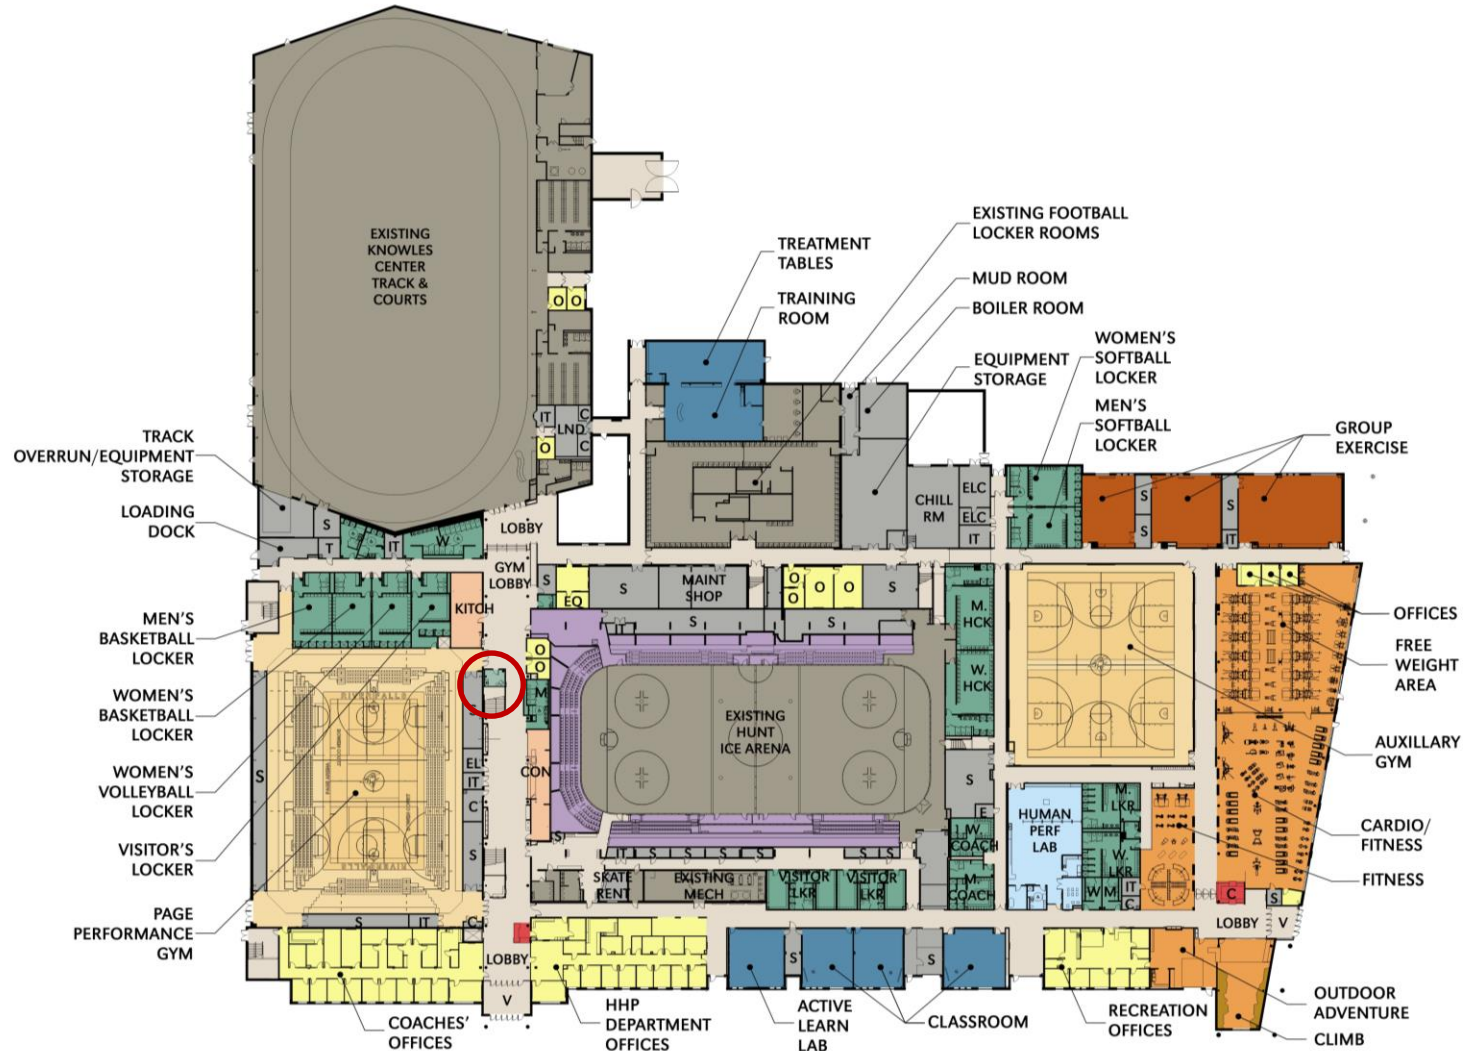 EXISTING
KNOWLES
CENTER
TRACK &
COURTS
O O
IT
LND
C
C
O
TREATMENT
TABLES
TRAINING
ROOM
EXISTING FOOTBALL
LOCKER ROOMS
MUD ROOM
BOILER ROOM
EQUIPMENT
STORAGE
WOMEN'S
SOFTBALL
LOCKER
MEN'S
SOFTBALL
LOCKER
GROUP
EXERCISE
TRACK
OVERRUN/EQUIPMENT
STORAGE
LOADING
DOCK
S
T
IT
W
LOBBY
GYM
LOBBY
KITCH
CHILL
RM
ELC
ELC
IT
S
S
S
IT
S
EQ
S
MAINT
SHOP
O
O
O
O
S
S
M.
HCK
W.
HCK
OFFICES
FREE
WEIGHT
AREA
AUXILLARY
GYM
CARDIO/
FITNESS
FITNESS
MEN'S
BASKETBALL
LOCKER
WOMEN'S
BASKETBALL
LOCKER
WOMEN'S
VOLLEYBALL
LOCKER
VISITOR'S
LOCKER
PAGE
PERFORMANCE
GYM
S
EL
IT
C
S
S
IT
C
O
O
M
CON
EXISTING
HUNT
ICE ARENA
S
E
W.
COACH
M.
COACH
HUMAN
PERF
LAB
M.
LKR
W.
LKR
W M
IT
C
C
S
LOBBY
V
(S)
IT
S
S
S
S
S
S
SKATE
RENT
EXISTING
MECH
VISITOR
LKR
VISITOR
LKR
LOBBY
V
S
S
COACHES'
OFFICES
HHP
DEPARTMENT
OFFICES
ACTIVE
LEARN
LAB
CLASSROOM
RECREATION
OFFICES
OUTDOOR
ADVENTURE
CLIMB